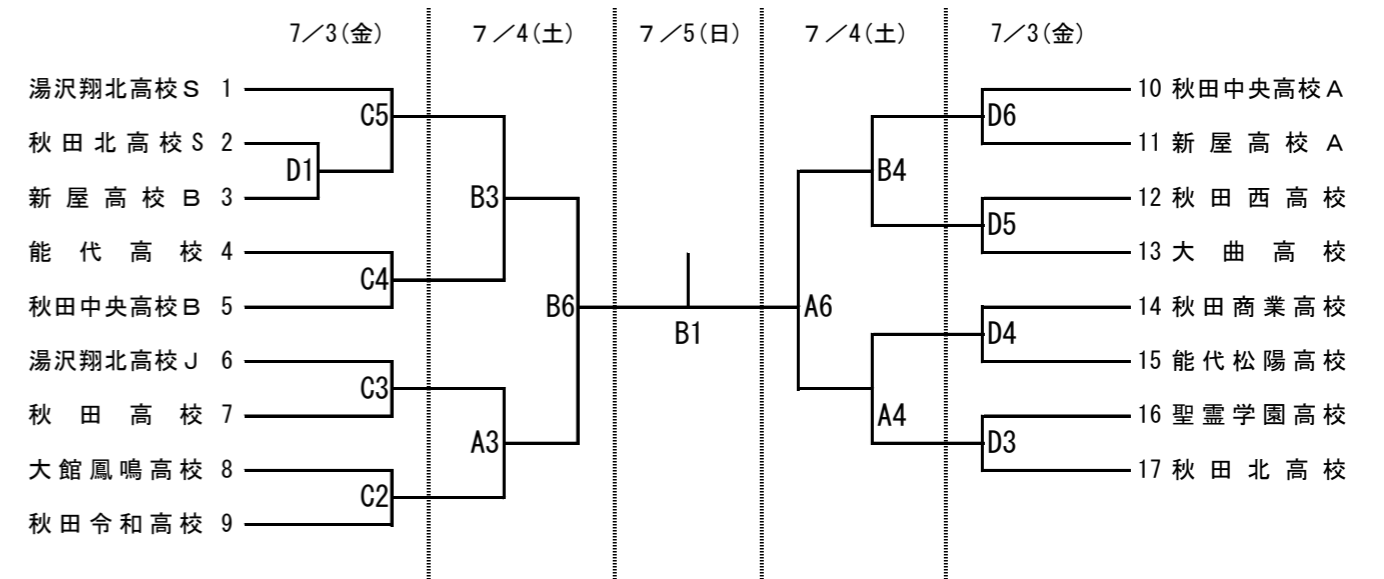 7／3(金) 7／4(土) 7／5(日) 7／4(土) 7／3(金)
湯沢翔北高校S 1
秋田北高校S 2
新屋高校B 3
能代高校 4
秋田中央高校B 5
湯沢翔北高校J 6
秋田高校 7
大館鳳鳴高校 8
秋田令和高校 9
D1
C5
C4
C3
C2
B3
A3
B6
B1
A6
B4
A4
D6
D5
D4
D3
10 秋田中央高校A
11 新屋高校A
12 秋田西高校
13 大曲高校
14 秋田商業高校
15 能代松陽高校
16 聖霊学園高校
17 秋田北高校